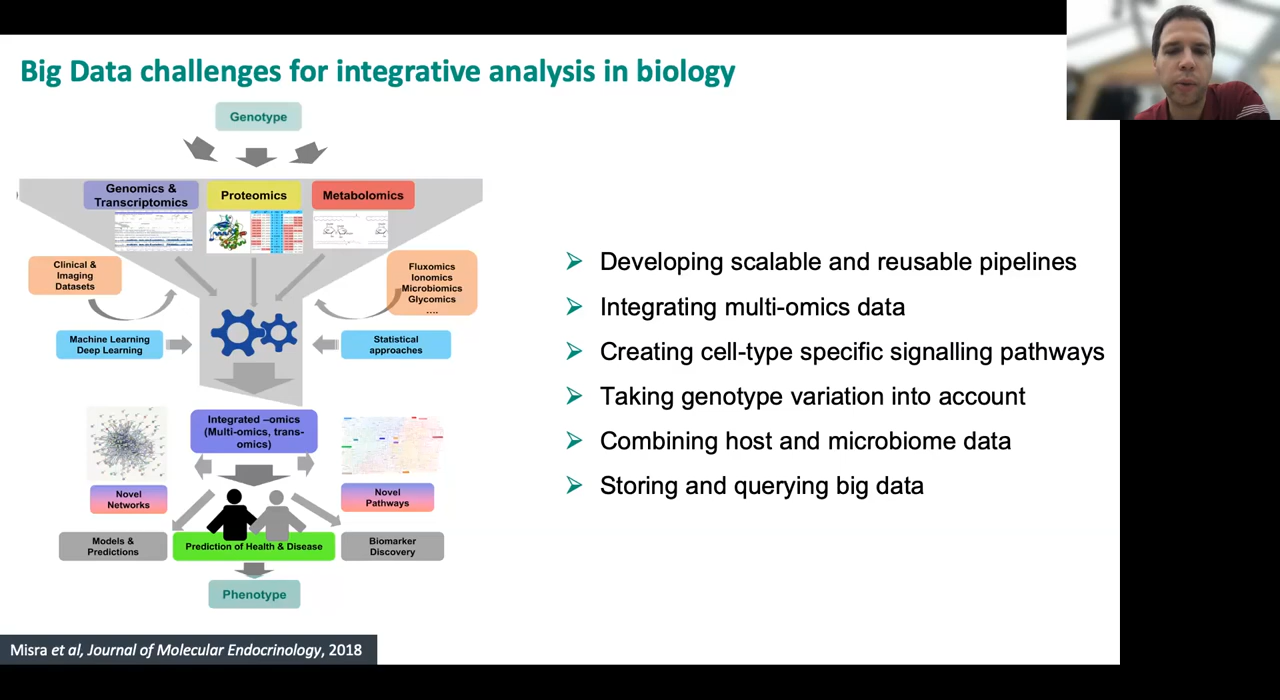 Big Data challenges for integrative analysis in biology
Genotype
Genomics &
Transcriptomics
Proteomics
Metabolomics
Clinical &
Imaging
Datasets
Fluxomics
Ionomics
Microbiomics
Glycomics
....
Machine Learning
Deep Learning
Statistical
approaches
Integrated –omics
(Multi-omics, trans-
omics)
Novel
Networks
Novel
Pathways
Models &
Predictions
Prediction of Health & Disease
Biomarker
Discovery
Phenotype
Developing scalable and reusable pipelines
Integrating multi-omics data
Creating cell-type specific signalling pathways
Taking genotype variation into account
Combining host and microbiome data
Storing and querying big data
Misra et al, Journal of Molecular Endocrinology, 2018